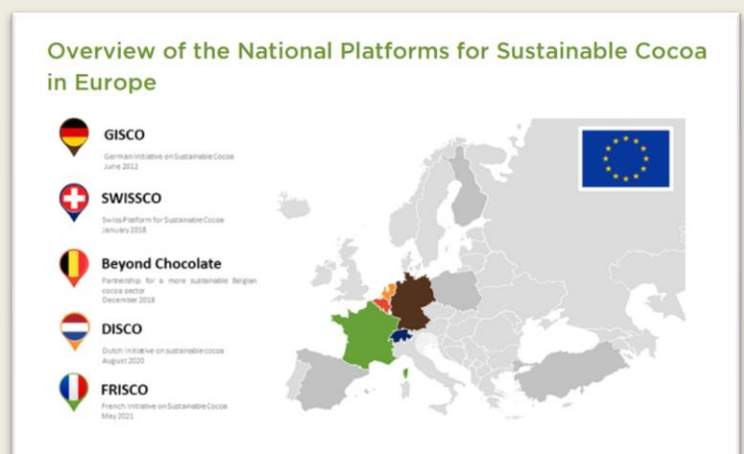 Overview of the National Platforms for Sustainable Cocoa
in Europe
GISCO
German Initiative on Sustainable Cocoa
June 2012
SWISSCO
Swiss Platform for Sustainable Cocoa
January 2018
Beyond Chocolate
Partnership for a more sustainable Belgian
cocoa sector
December 2018
DISCO
Dutch Initiative on sustainable cocoa
August 2020
FRISCO
French Initiative on Sustainable Cocoa
May 2021